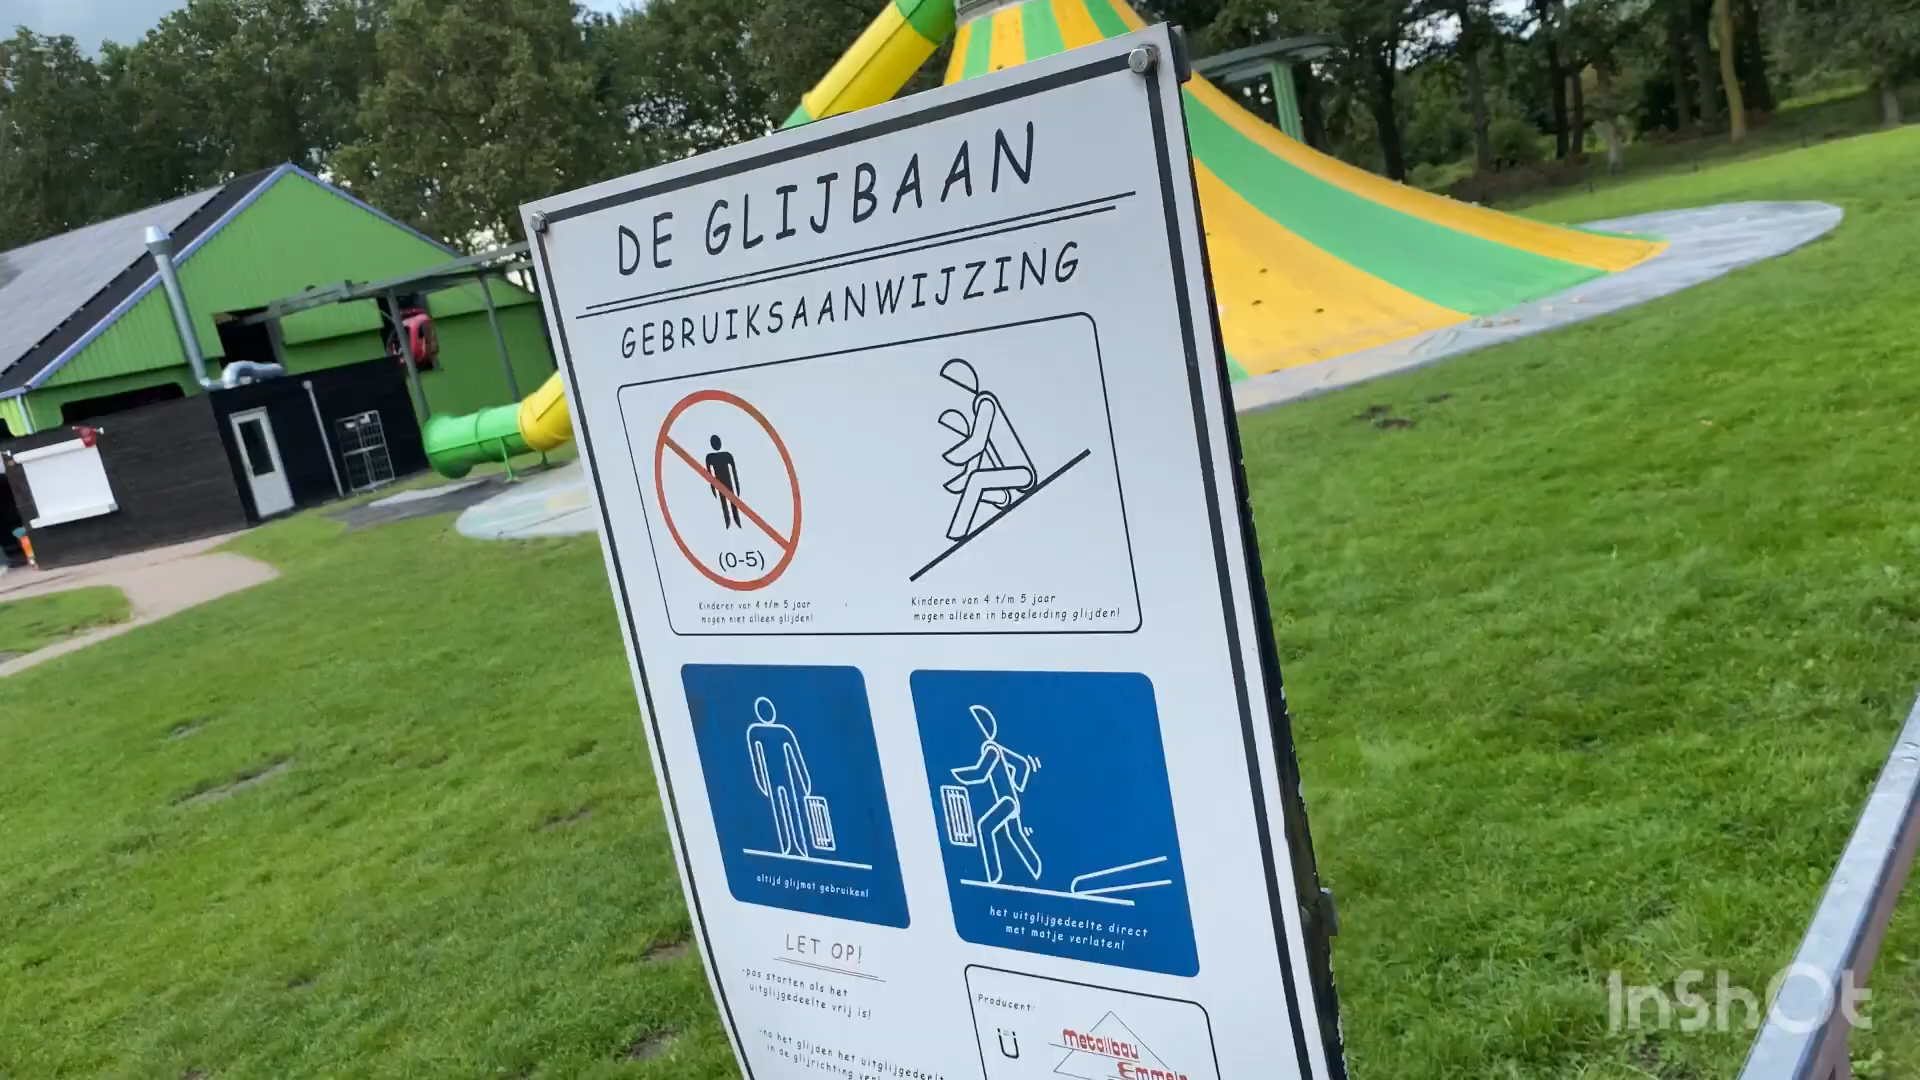 DE GLIJBAAN
GEBRUIKSAANWIJZING
(0-5)
Kinderen van 4 t/m 5 jaar
mogen niet alleen glijden!
Kinderen van 4 t/m 5 jaar
mogen alleen in begeleiding glijden!
altijd glijmat gebruiken!
het uitglijgedeelte direct
met matje verlaten!
LET OP!
-pas starten als het
uitglijgedeelte vrij is!
-na het glijden het
in de glijrichting
Producent:
Metallbau
Emmeln
InShOt